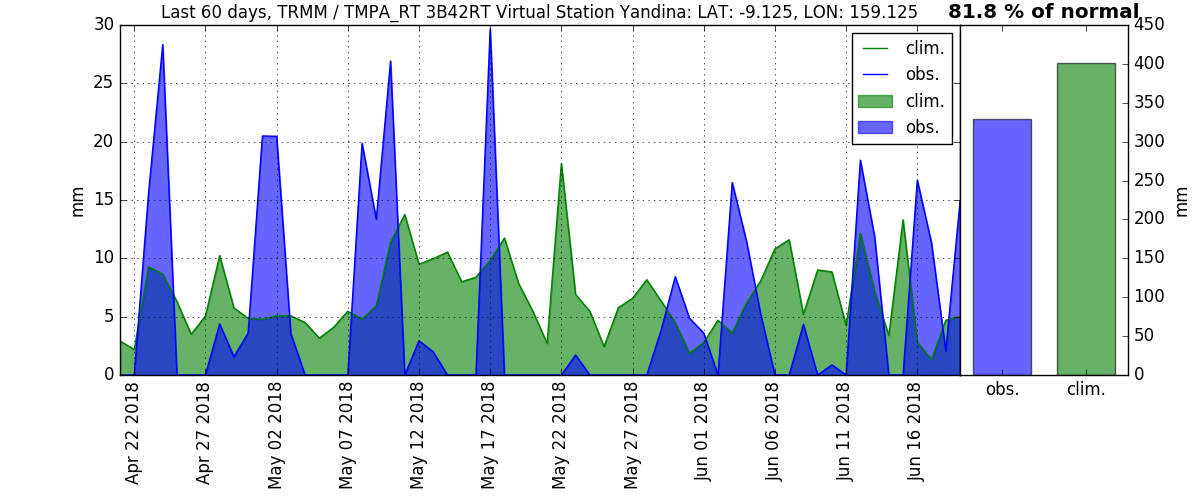 Last 60 days, TRMM / TMPA_RT 3B42RT Virtual Station Yandina: LAT: -9.125, LON: 159.125
81.8 % of normal
30
25
20
15
10
5
0
mm
clim.
obs.
clim.
obs.
450
400
350
300
250
200
150
100
50
0
mm
Apr 22 2018
Apr 27 2018
May 02 2018
May 07 2018
May 12 2018
May 17 2018
May 22 2018
May 27 2018
Jun 01 2018
Jun 06 2018
Jun 11 2018
Jun 16 2018
obs.
clim.